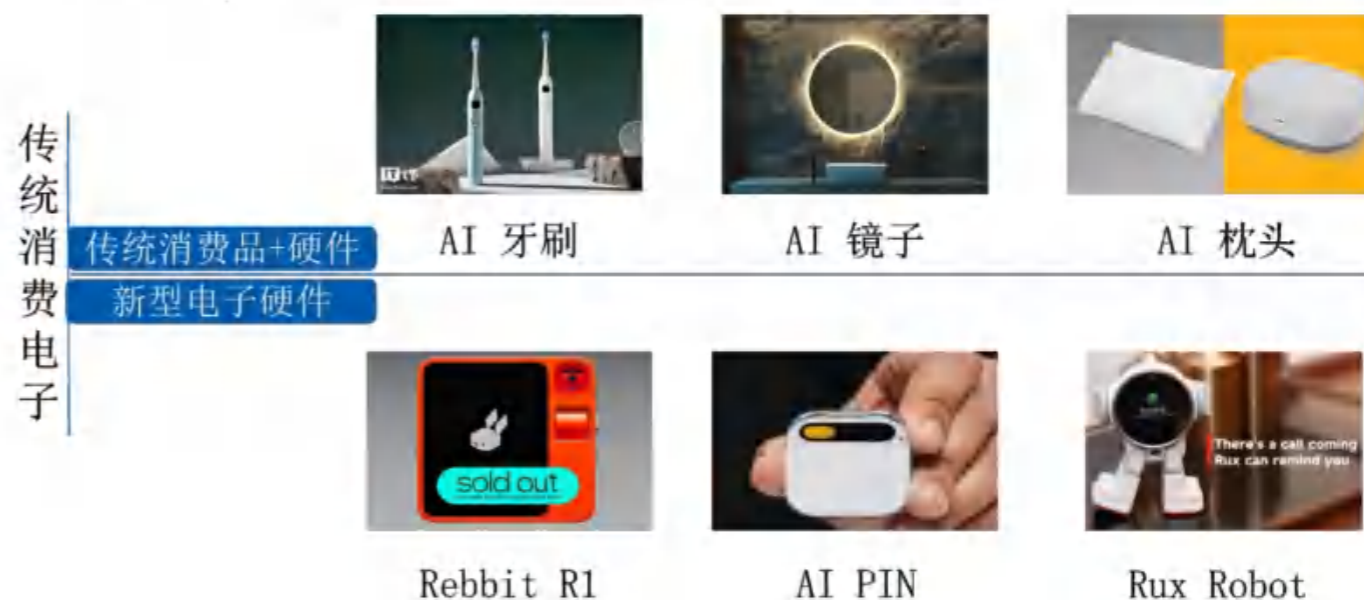 传统消费电子
传统消费品+硬件
新型电子硬件
AI 牙刷
AI 镜子
AI 枕头
sold out
There's a call coming
Rux can remind you
Rebbit R1
AI PIN
Rux Robot